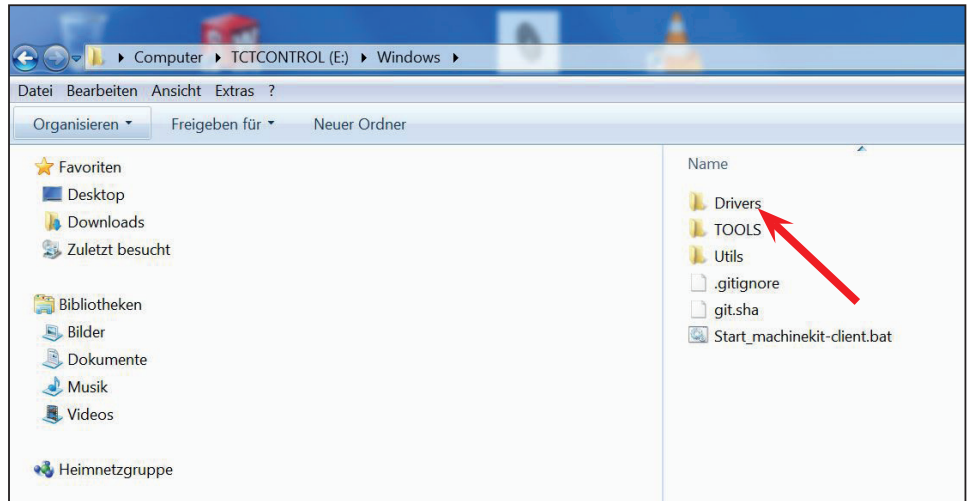 Computer TCTCONTROL (E:) Windows
Datei Bearbeiten Ansicht Extras ?
Organisieren Freigeben für Neuer Ordner
Favoriten
Desktop
Downloads
Zuletzt besucht
Bibliotheken
Bilder
Dokumente
Musik
Videos
Heimnetzgruppe
Name
Drivers
TOOLS
Utils
.gitignore
git.sha
Start_machinekit-client.bat